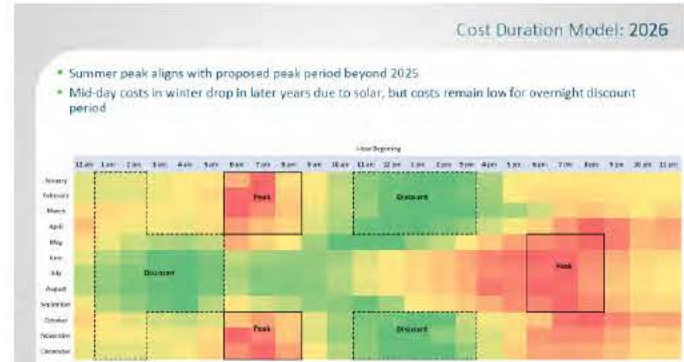 Cost Duration Model: 2026
Summer peak aligns with proposed peak period beyond 2025
Mid-day costs in winter drop in later years due to solar, but costs remain low for overnight discount
period
Hour Beginning
12 am 1 am 2 am 3 am 4 am 5 am 6 am 7 am 8 am 9 am 10 am 11 am 12 pm 1 pm 2 pm 3 pm 4 pm 5 pm 6 pm 7 pm 8 pm 9 pm 10 pm 11 pm
January
February
March
April
May
June
July
August
September
October
November
December
Peak
Discount
Discount
Peak
Peak
Discount